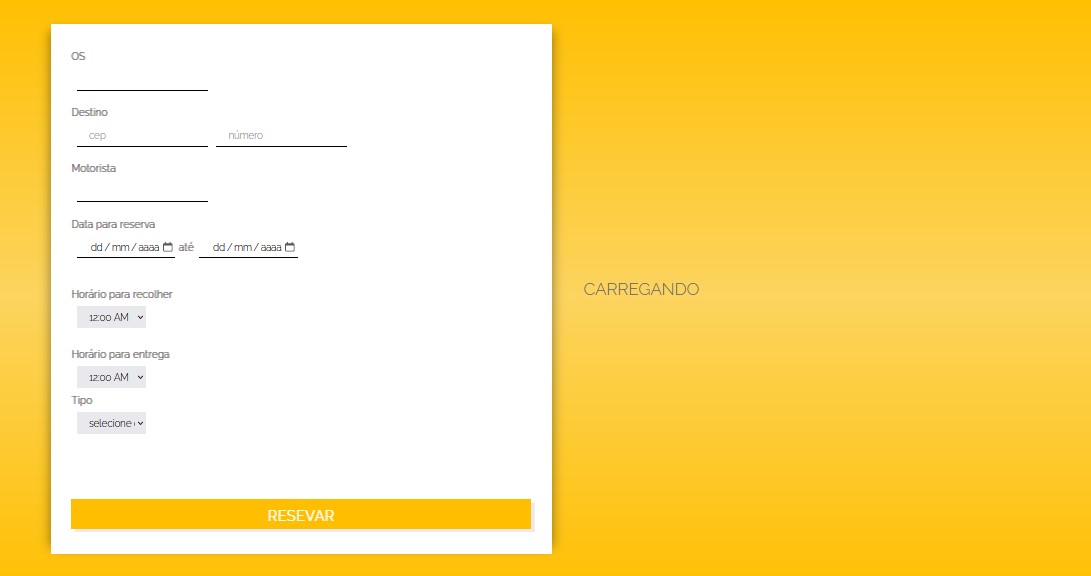 OS
Destino
cep número
Motorista
Data para reserva
dd / mm / aaaa até dd / mm / aaaa
Horário para recolher
12:00 AM
CARREGANDO
Horário para entrega
12:00 AM
Tipo
selecione
RESEVAR